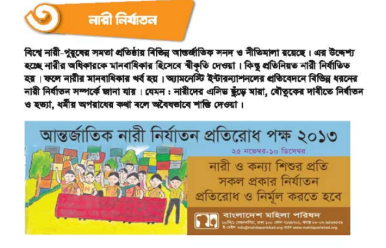 ৩
নারী নির্যাতন
বিশ্বে নারী-পুরুষের সমতা প্রতিষ্ঠায় বিভিন্ন আন্তর্জাতিক সনদ ও নীতিমালা রয়েছে। এর উদ্দেশ্য
হচ্ছে নারীর অধিকারকে মানবাধিকার হিসেবে স্বীকৃতি দেওয়া। কিন্তু প্রতিনিয়ত নারী নির্যাতিত
হয়। ফলে নারীর মানবাধিকার খর্ব হয়। অ্যামনেস্টি ইন্টারন্যাশনালের প্রতিবেদনে বিভিন্ন ধরনের
নারী নির্যাতন সম্পর্কে জানা যায়। যেমন: নারীদের এসিড ছুঁড়ে মারা, যৌতুকের দাবীতে নির্যাতন
ও হত্যা, ধর্মীয় অপরাধের কথা বলে অবৈধভাবে শাস্তি দেওয়া।
আন্তর্জাতিক নারী নির্যাতন প্রতিরোধ পক্ষ ২০১৩
২৫ নভেম্বর-১০ ডিসেম্বর
নারী ও কন্যা শিশুর প্রতি
সকল প্রকার নির্যাতন
প্রতিরোধ ও নির্মূল করতে হবে
বাংলাদেশ মহিলা পরিষদ